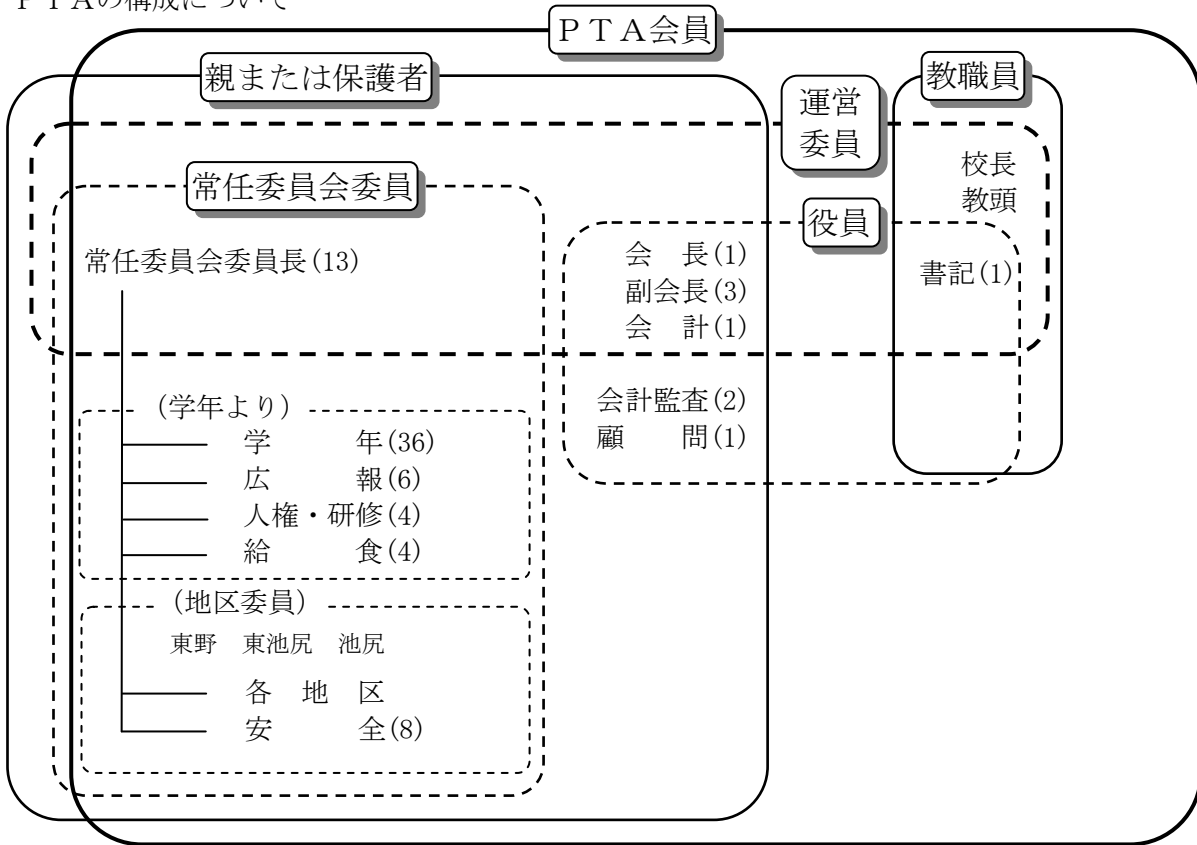 ＰＴＡの構成について
ＰＴＡ会員
親または保護者
教職員
運営
委員
校長
教頭
常任委員会委員
役員
常任委員会委員長(13)
会　長(1)
副会長(3)
会　計(1)
書記(1)
会計監査(2)
顧　　問(1)
(学年より)
学　　　年(36)
広　　　報(6)
人権・研修(4)
給　　　食(4)
(地区委員)
東野　東池尻　池尻
各　地　区
安　　　全(8)